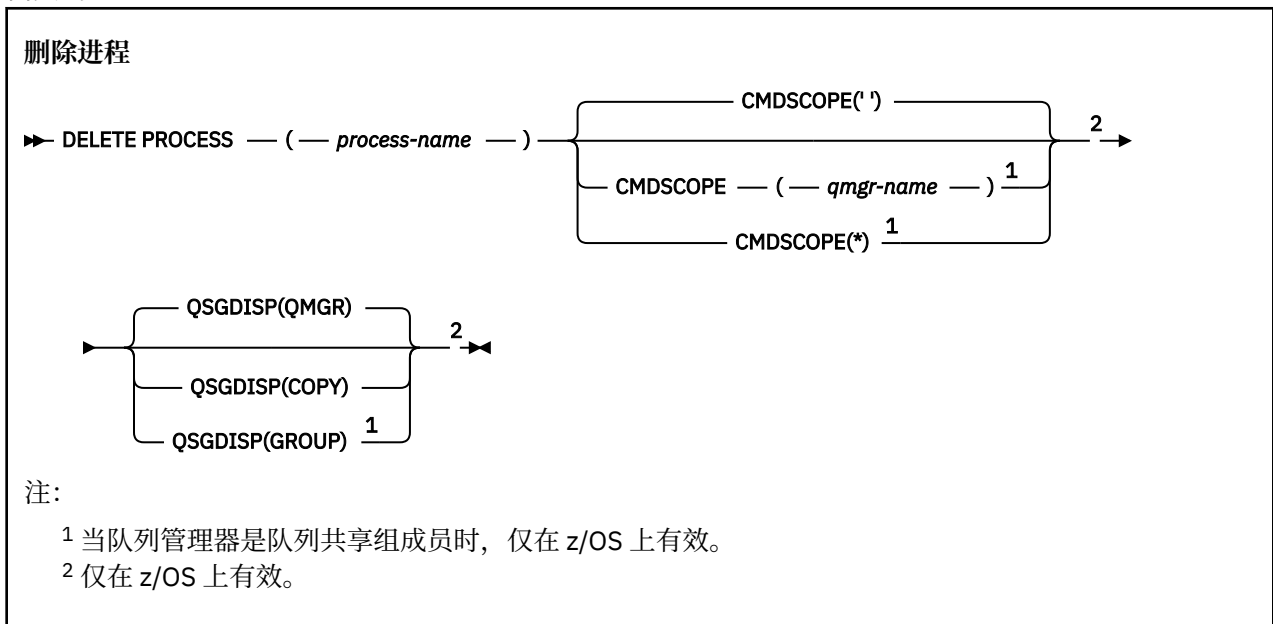 删除进程
CMDSCOPE(' ')
DELETE PROCESS ( process-name ) 2
CMDSCOPE ( qmgr-name ) 1
CMDSCOPE(*) 1
QSGDISP(QMGR)
2
QSGDISP(COPY)
QSGDISP(GROUP) 1
注：
1 当队列管理器是队列共享组成员时，仅在 z/OS 上有效。
2 仅在 z/OS 上有效。